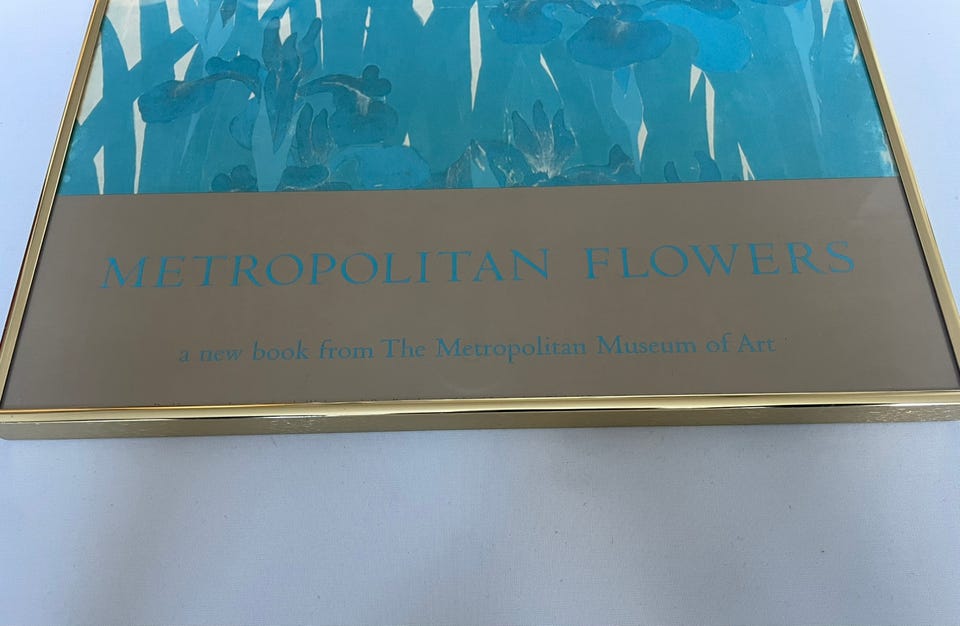 METROPOLITAN FLOWERS
a new book from The Metropolitan Museum of Art